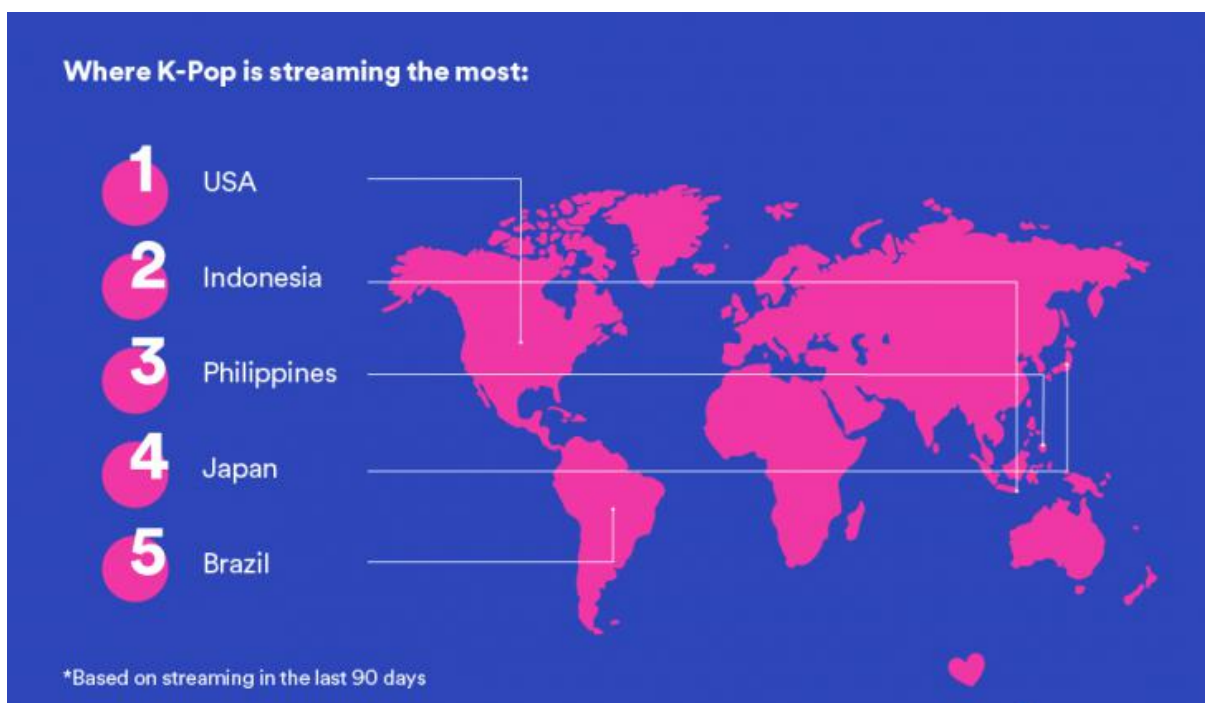 Where K-Pop is streaming the most:
1 USA
2 Indonesia
3 Philippines
4 Japan
5 Brazil
*Based on streaming in the last 90 days